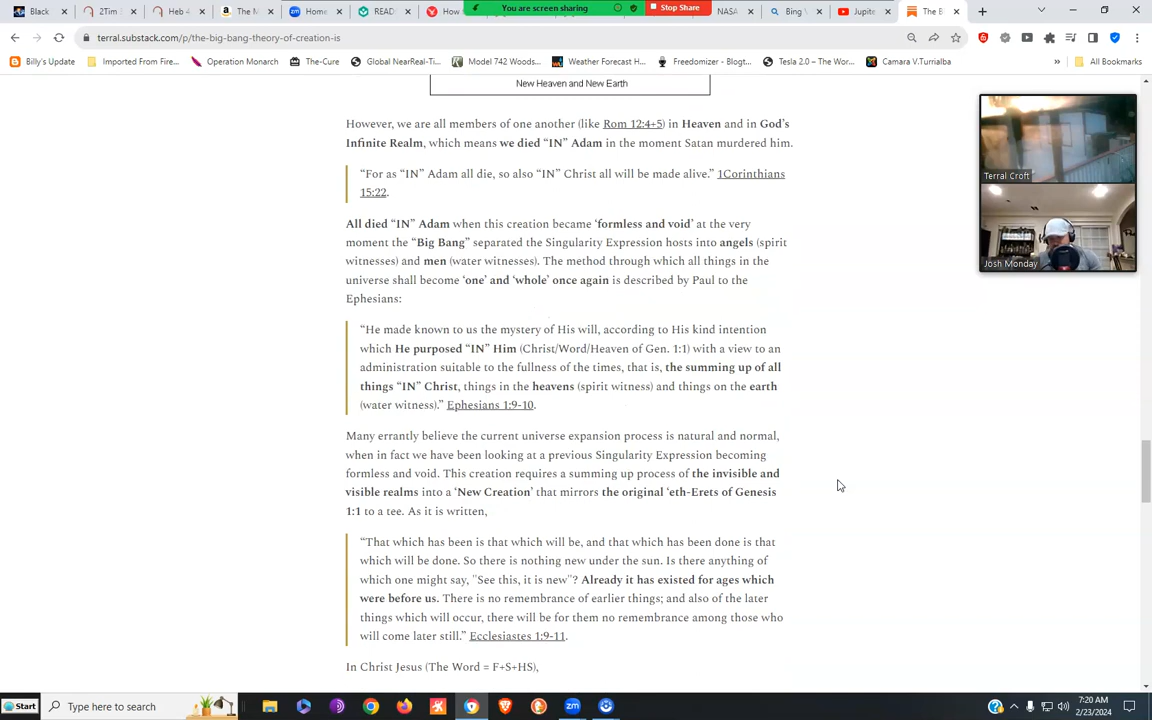 Black
2Tim
Heb 4
The M
Home
READ!
How
You are screen sharing
Stop Share
NASA
Bing V
Jupite
The B
terral.substack.com/p/the-big-bang-theory-of-creation-is
Billy's Update
Imported From Fire...
Operation Monarch
The-Cure
Global NearReal-Ti...
Model 742 Woods...
Weather Forecast H...
Freedomizer - Blogt...
Tesla 2.0 – The Wor...
Camara V.Turrialba
»
All Bookmarks
New Heaven and New Earth
However, we are all members of one another (like Rom 12:4+5) in Heaven and in God’s
Infinite Realm, which means we died “IN” Adam in the moment Satan murdered him.
“For as “IN” Adam all die, so also “IN” Christ all will be made alive.” 1Corinthians
15:22.
All died “IN” Adam when this creation became ‘formless and void’ at the very
moment the “Big Bang” separated the Singularity Expression hosts into angels (spirit
witnesses) and men (water witnesses). The method through which all things in the
universe shall become ‘one’ and ‘whole’ once again is described by Paul to the
Ephesians:
“He made known to us the mystery of His will, according to His kind intention
which He purposed “IN” Him (Christ/Word/Heaven of Gen. 1:1) with a view to an
administration suitable to the fullness of the times, that is, the summing up of all
things “IN” Christ, things in the heavens (spirit witness) and things on the earth
(water witness).” Ephesians 1:9-10.
Many errantly believe the current universe expansion process is natural and normal,
when in fact we have been looking at a previous Singularity Expression becoming
formless and void. This creation requires a summing up process of the invisible and
visible realms into a ‘New Creation’ that mirrors the original ‘eth-Erets of Genesis
1:1 to a tee. As it is written,
“That which has been is that which will be, and that which has been done is that
which will be done. So there is nothing new under the sun. Is there anything of
which one might say, "See this, it is new"? Already it has existed for ages which
were before us. There is no remembrance of earlier things; and also of the later
things which will occur, there will be for them no remembrance among those who
will come later still.” Ecclesiastes 1:9-11.
In Christ Jesus (The Word = F+S+HS),
Terral Croft
Josh Monday
Start
Type here to search
7:20 AM
2/23/2024